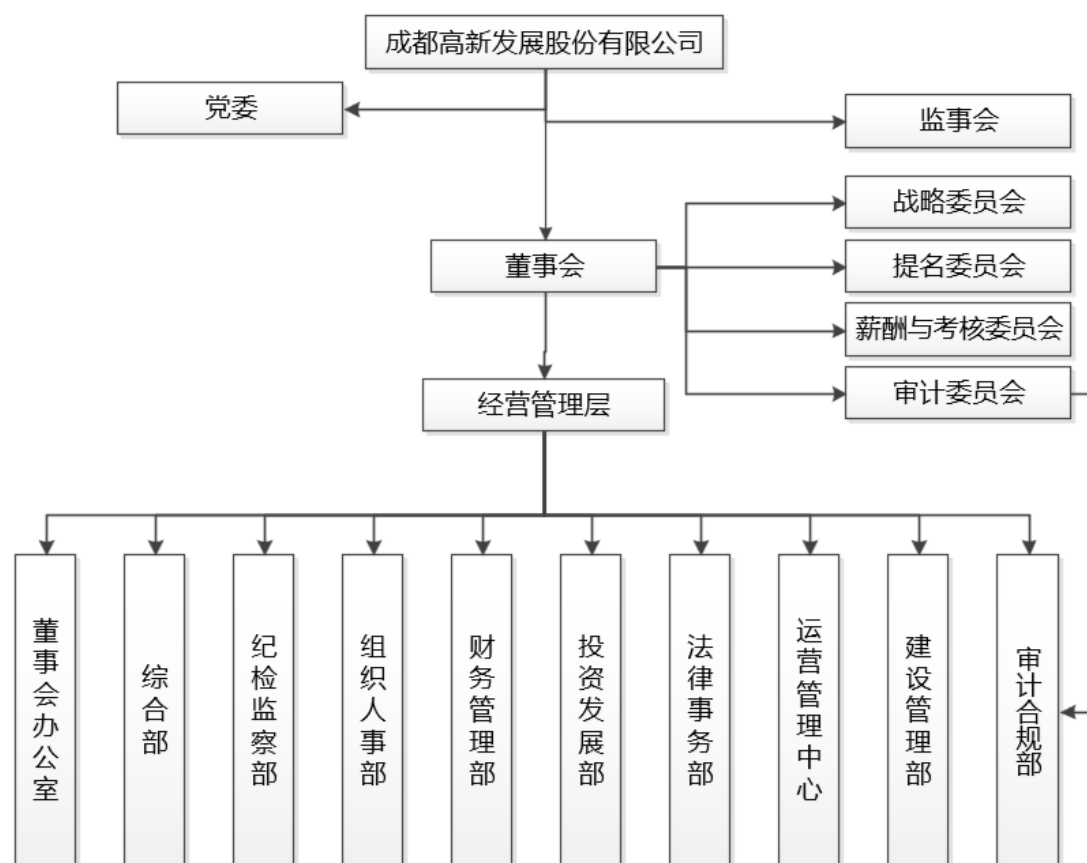 成都高新发展股份有限公司
党委
监事会
战略委员会
董事会
提名委员会
薪酬与考核委员会
经营管理层
审计委员会
董事会办公室
综合部
纪检监察部
组织人事部
财务管理部
投资发展部
法律事务部
运营管理中心
建设管理部
审计合规部